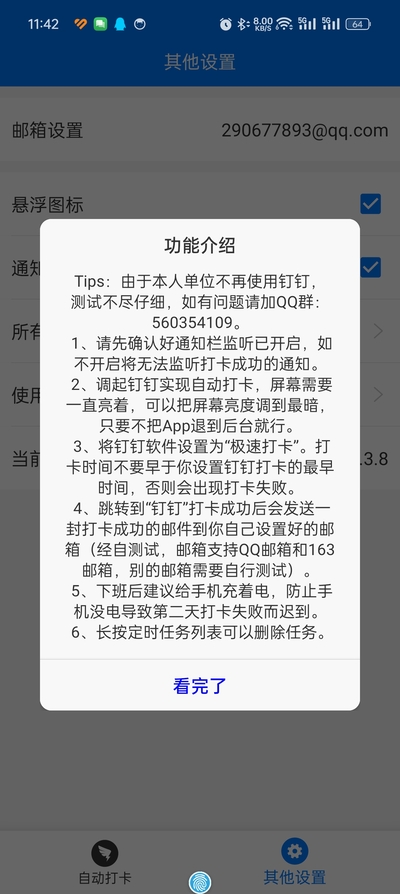 11:42
8.00
KB/S
5G
5G
64
其他设置
邮箱设置
290677893@qq.com
悬浮图标
通知
所有
使用
当前
.3.8
功能介绍
Tips：由于本人单位不再使用钉钉，
测试不尽仔细，如有问题请加QQ群：
560354109。
1、请先确认好通知栏监听已开启，如
不开启将无法监听打卡成功的通知。
2、调起钉钉实现自动打卡，屏幕需要
一直亮着，可以把屏幕亮度调到最暗，
只要不把App退到后台就行。
3、将钉钉软件设置为“极速打卡”。打
卡时间不要早于你设置钉钉打卡的最早
时间，否则会出现打卡失败。
4、跳转到“钉钉”打卡成功后会发送一
封打卡成功的邮件到你自己设置好的邮
箱（经自测试，邮箱支持QQ邮箱和163
邮箱，别的邮箱需要自行测试）。
5、下班后建议给手机充着电，防止手
机没电导致第二天打卡失败而迟到。
6、长按定时任务列表可以删除任务。
看完了
自动打卡
其他设置